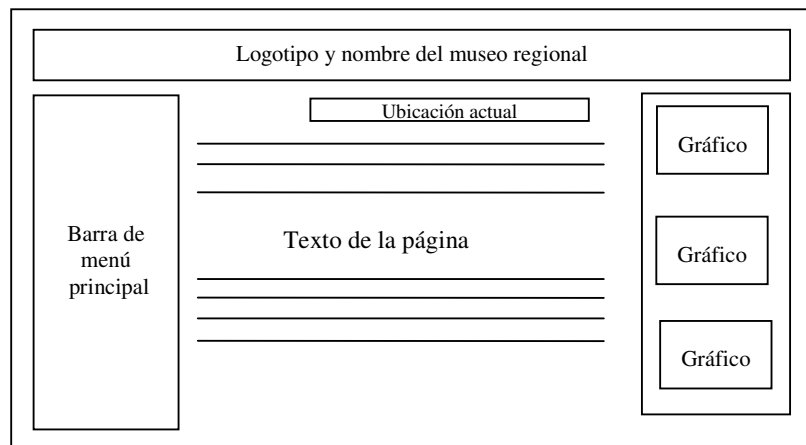 Logotipo y nombre del museo regional
Ubicación actual
Barra de
menú
principal
Texto de la página
Gráfico
Gráfico
Gráfico